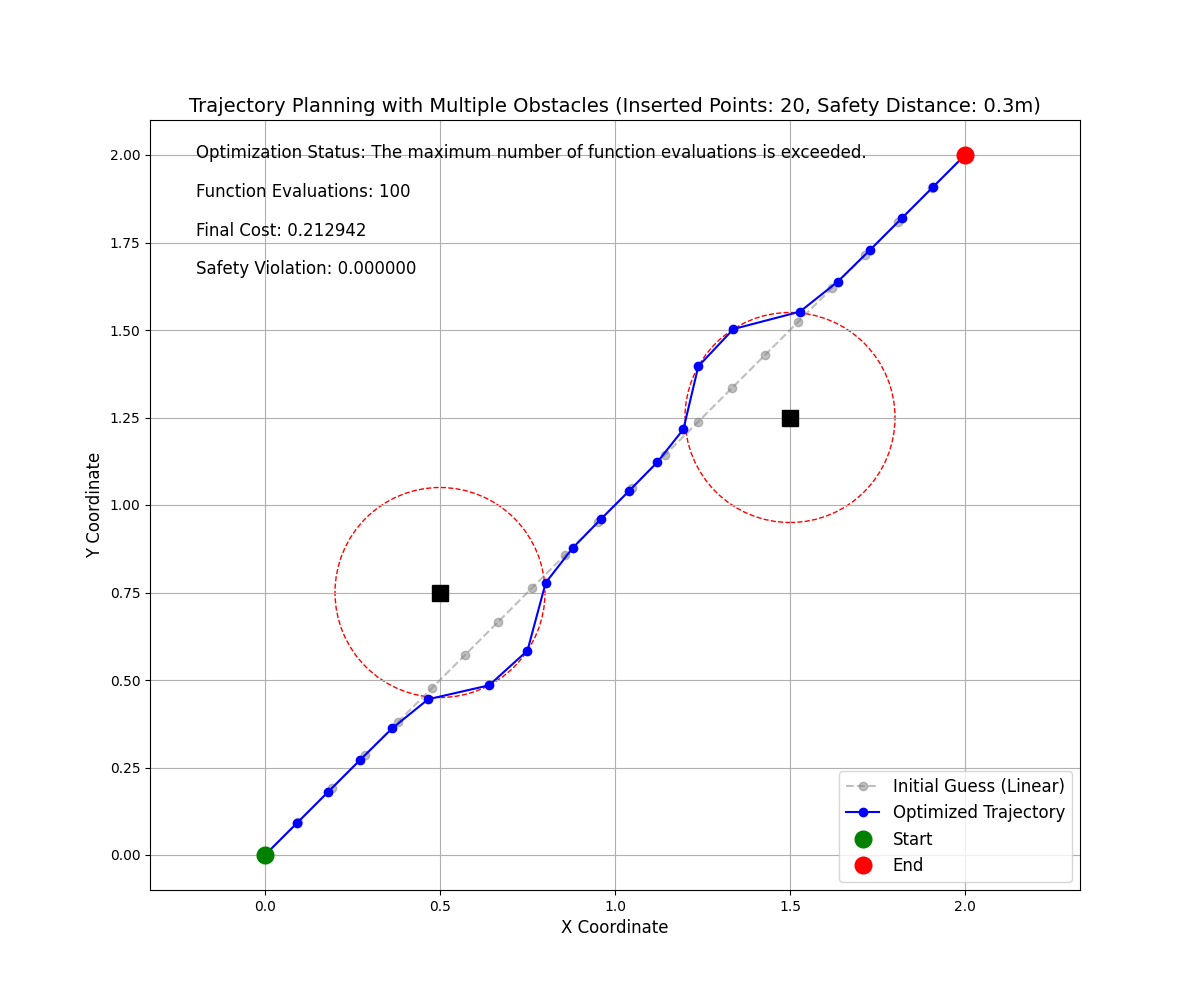 Trajectory Planning with Multiple Obstacles (Inserted Points: 20, Safety Distance: 0.3m)
Optimization Status: The maximum number of function evaluations is exceeded.
Function Evaluations: 100
Final Cost: 0.212942
Safety Violation: 0.000000
Y Coordinate
2.00
1.75
1.50
1.25
1.00
0.75
0.50
0.25
0.00
Initial Guess (Linear)
Optimized Trajectory
Start
End
0.0 0.5 1.0 1.5 2.0
X Coordinate